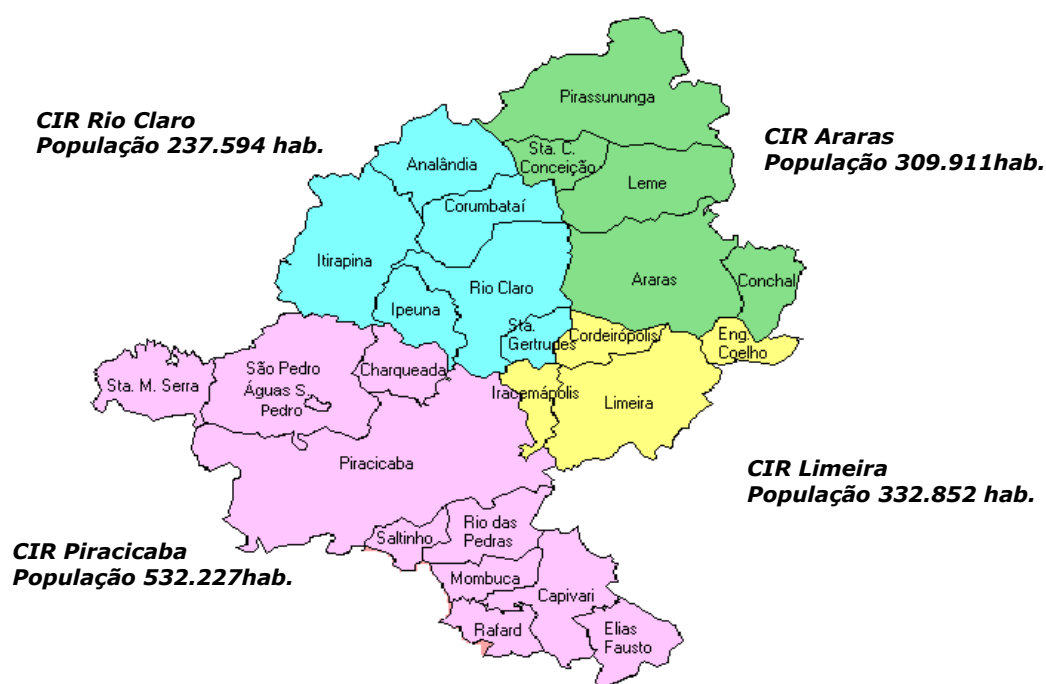 CIR Rio Claro
População 237.594 hab.
CIR Araras
População 309.911hab.
Pirassununga
Sta. C.
Conceição
Leme
Analândia
Corumbataí
Itirapina
Rio Claro
Ipeuna
Sta.
Gertrudes
Araras
Conchal
Cordeirópolis
Eng.
Coelho
Iracemápolis
Limeira
Charqueada
São Pedro
Águas S.
Pedro
Sta. M. Serra
Piracicaba
CIR Limeira
População 332.852 hab.
CIR Piracicaba
População 532.227hab.
Saltinho
Rio das
Pedras
Mombuca
Capivari
Rafard
Elias
Fausto